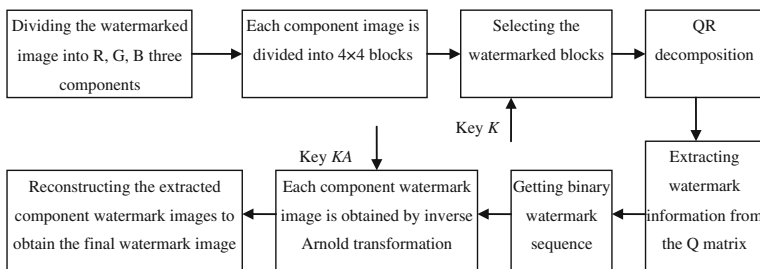 Dividing the watermarked
image into R, G, B three
components
Each component image is
divided into 4×4 blocks
Selecting the
watermarked blocks
QR
decomposition
Key K
Key KA
Extracting
watermark
information from
the Q matrix
Getting binary
watermark
sequence
Each component watermark
image is obtained by inverse
Arnold transformation
Reconstructing the extracted
component watermark images to
obtain the final watermark image